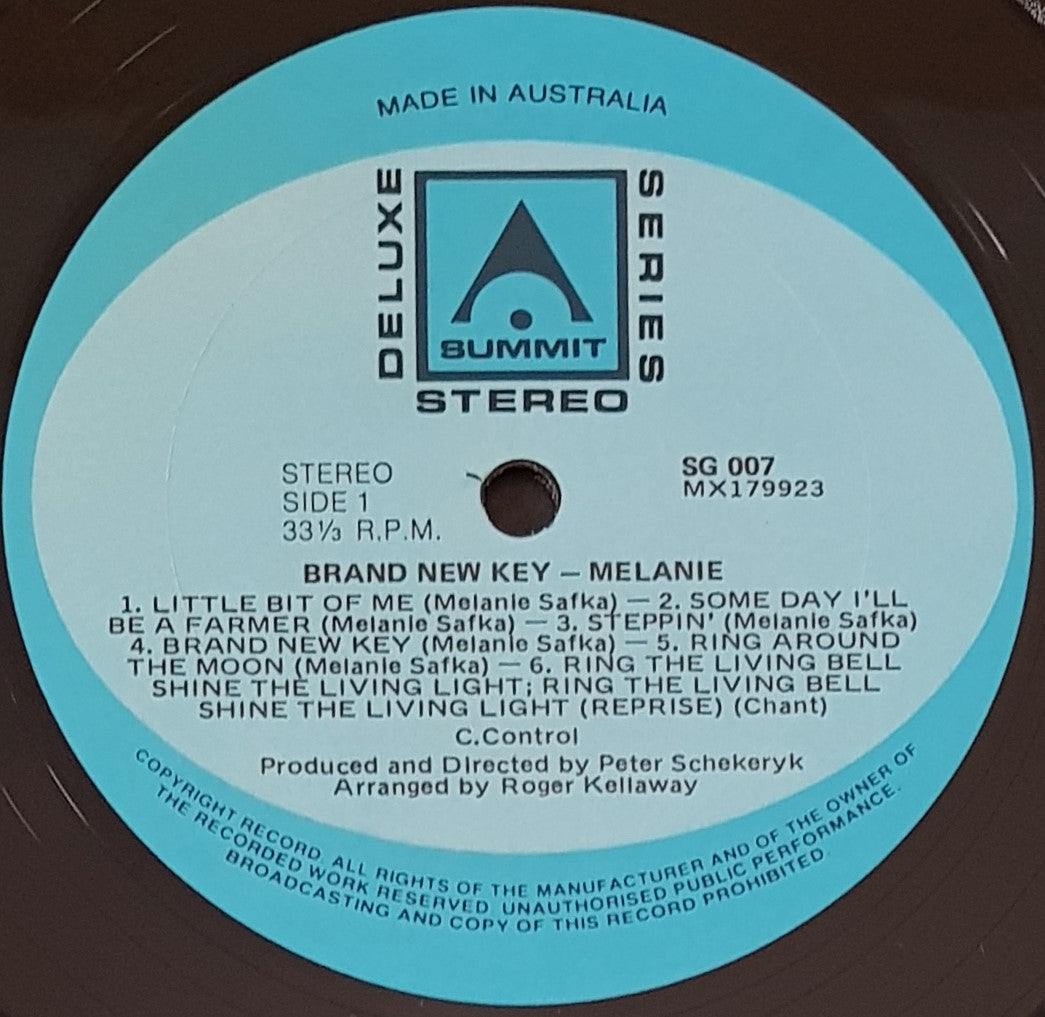 MADE IN AUSTRALIA
DELUXE
SERIES
SUMMIT
STEREO
STEREO
SIDE 1
33⅓ R.P.M.
SG 007
MX179923
BRAND NEW KEY — MELANIE
1. LITTLE BIT OF ME (Melanie Safka) — 2. SOME DAY I'LL
BE A FARMER (Melanie Safka) — 3. STEPPIN' (Melanie Safka)
4. BRAND NEW KEY (Melanie Safka) — 5. RING AROUND
THE MOON (Melanie Safka) — 6. RING THE LIVING BELL
SHINE THE LIVING LIGHT; RING THE LIVING BELL
SHINE THE LIVING LIGHT (REPRISE) (Chant)
C.Control
Produced and Directed by Peter Schekeryk
Arranged by Roger Kellaway
COPYRIGHT RECORD. ALL RIGHTS OF THE MANUFACTURER AND OF THE OWNER OF
THE RECORDED WORK RESERVED. UNAUTHORISED PUBLIC PERFORMANCE.
BROADCASTING AND COPY OF THIS RECORD PROHIBITED.